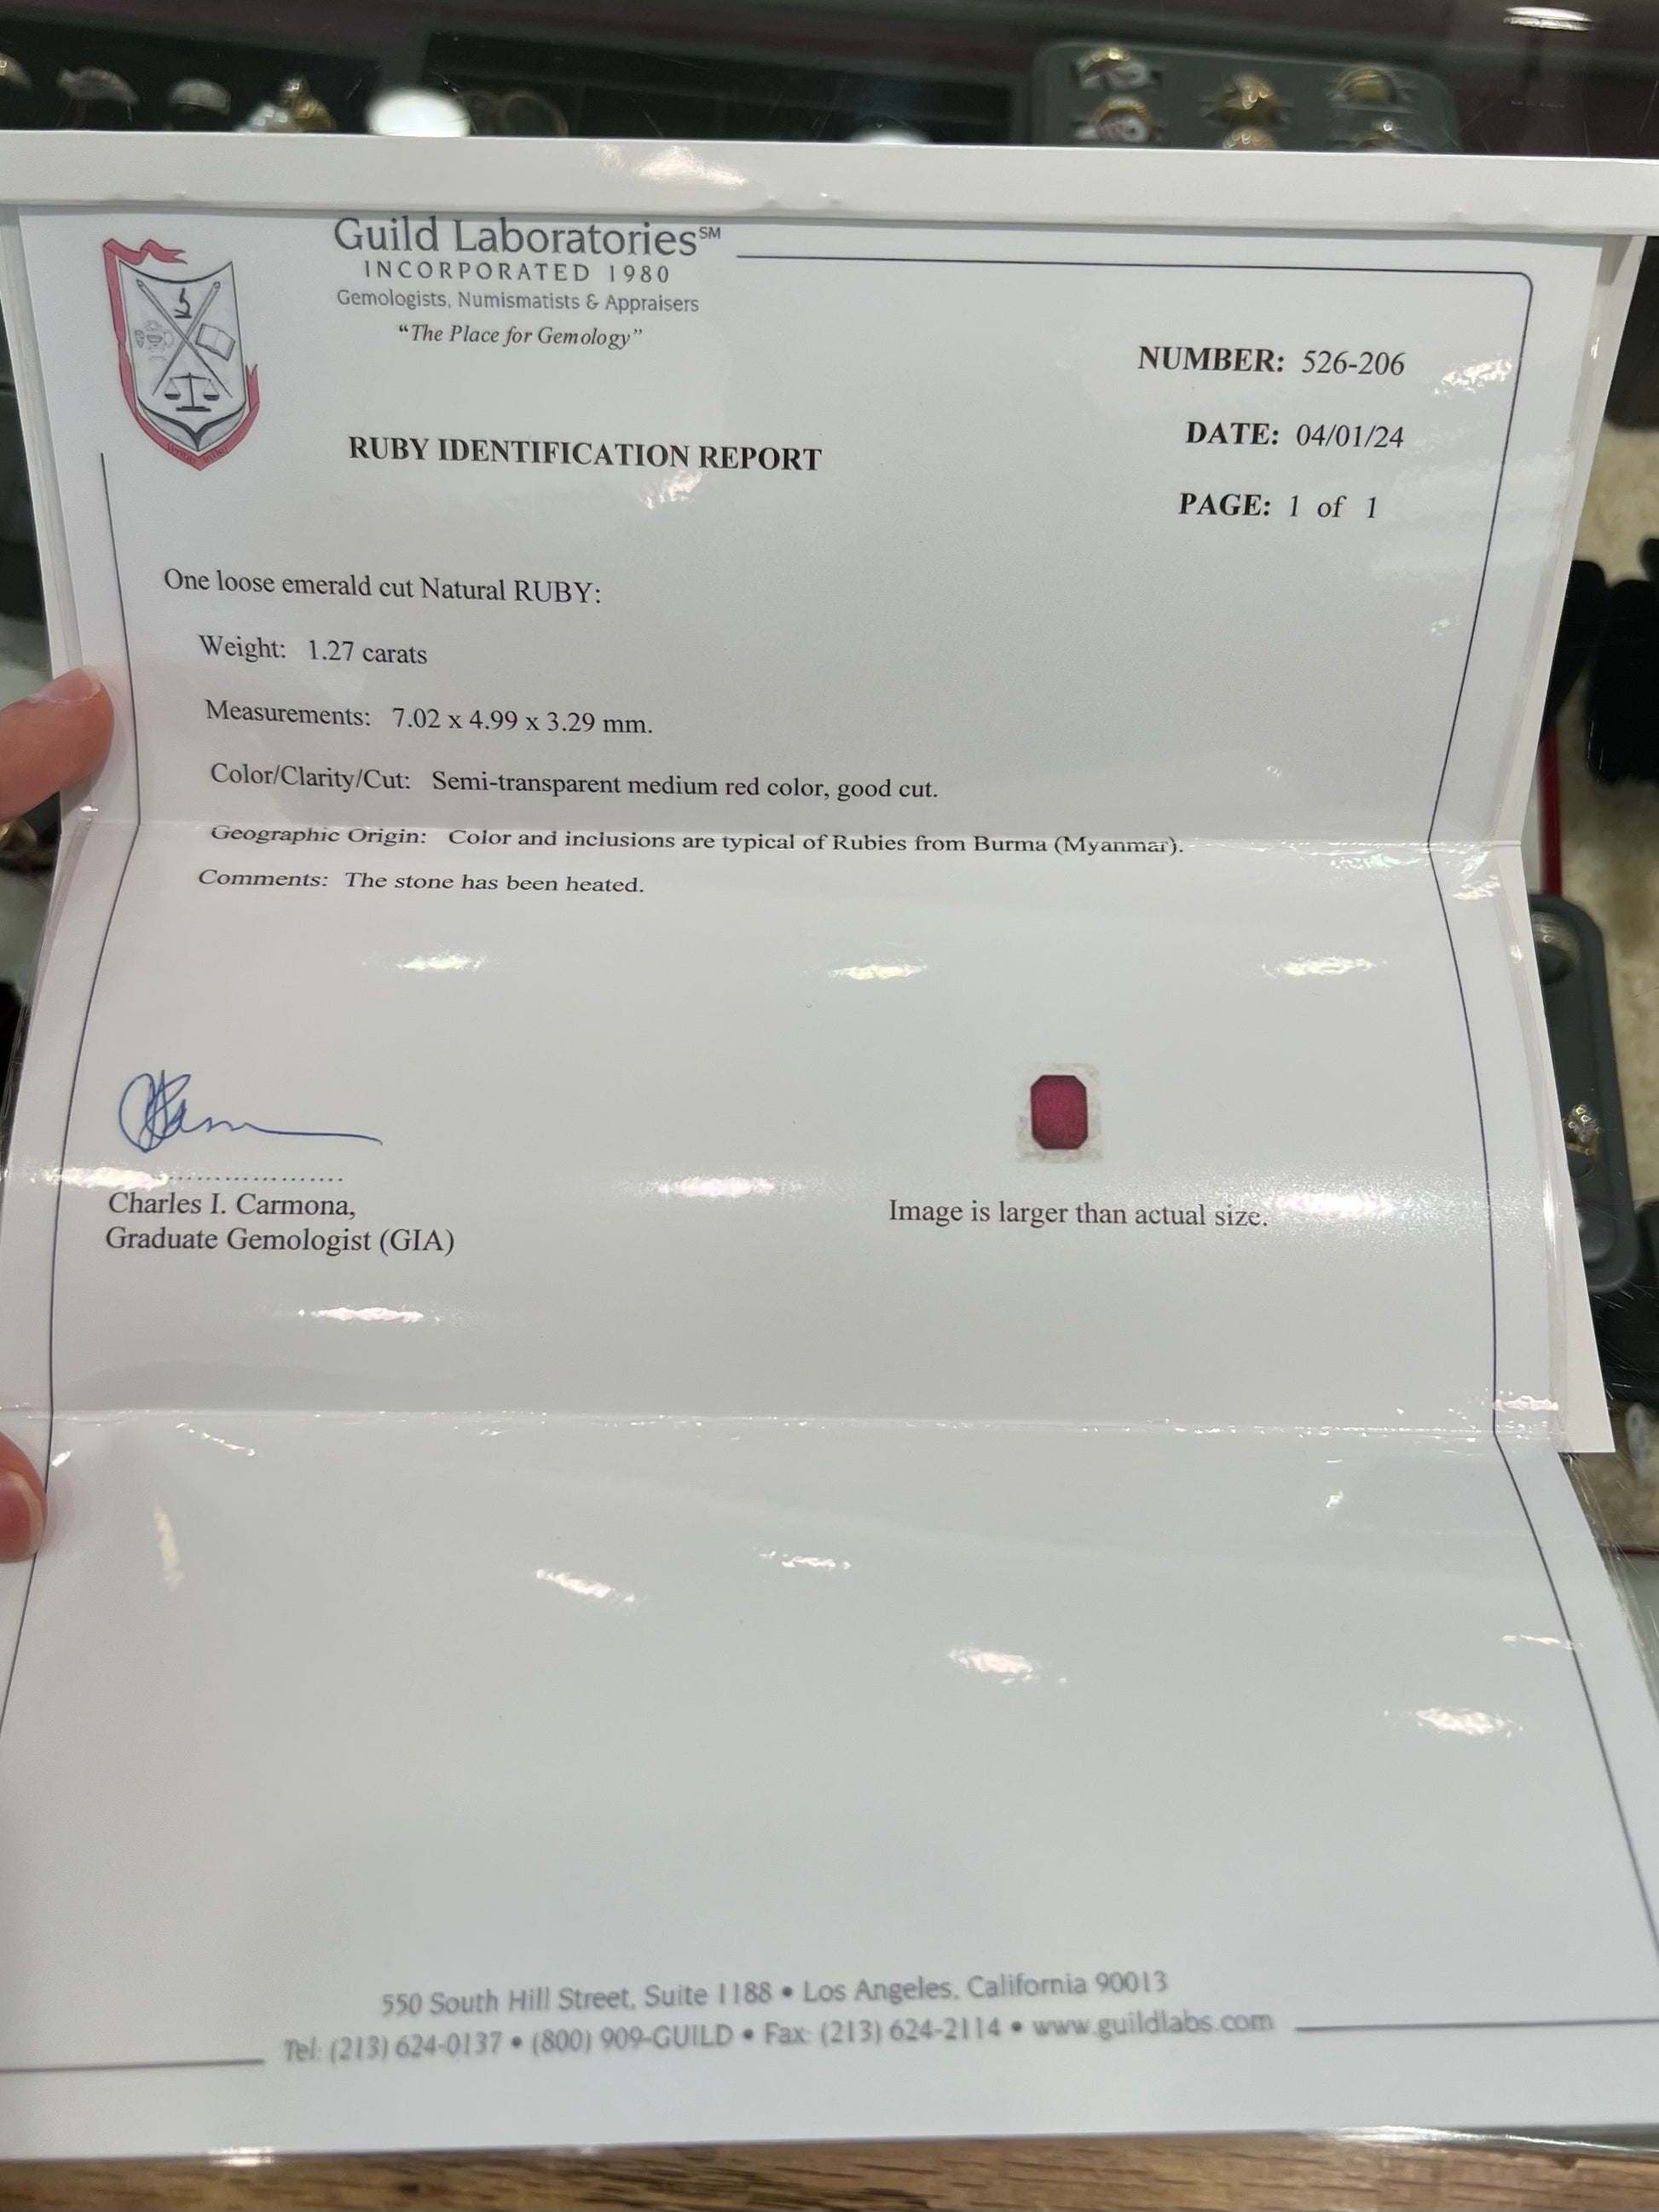 Guild Laboratories℠
INCORPORATED 1980
Gemologists, Numismatists & Appraisers
“The Place for Gemology”
NUMBER: 526-206
DATE: 04/01/24
RUBY IDENTIFICATION REPORT
PAGE: 1 of 1
One loose emerald cut Natural RUBY:
Weight: 1.27 carats
Measurements: 7.02 x 4.99 x 3.29 mm.
Color/Clarity/Cut: Semi-transparent medium red color, good cut.
Geographic Origin: Color and inclusions are typical of Rubies from Burma (Myanmar).
Comments: The stone has been heated.
Charles I. Carmona,
Graduate Gemologist (GIA)
Image is larger than actual size.
550 South Hill Street, Suite 1188 • Los Angeles, California 90013
Tel: (213) 624-0137 • (800) 909-GUILD • Fax: (213) 624-2114 • www.guildlabs.com